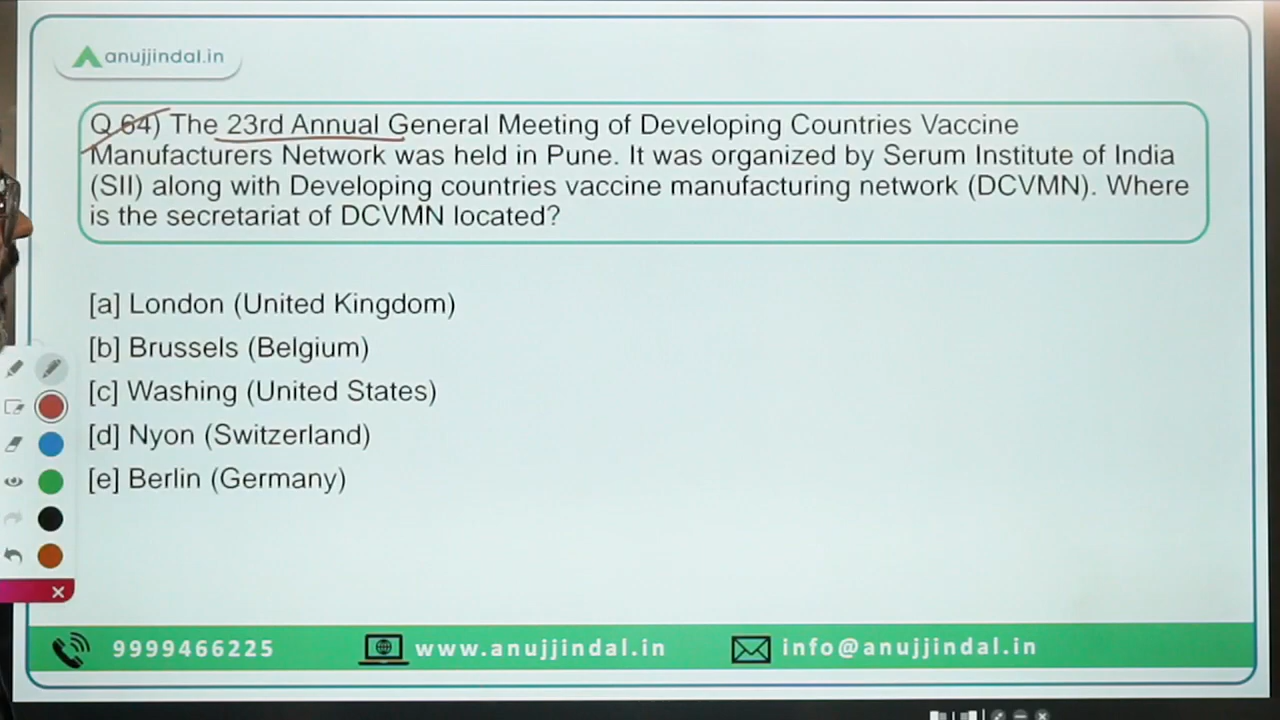 anujjindal.in
Q 64) The 23rd Annual General Meeting of Developing Countries Vaccine
Manufacturers Network was held in Pune. It was organized by Serum Institute of India
(SII) along with Developing countries vaccine manufacturing network (DCVMN). Where
is the secretariat of DCVMN located?
[a] London (United Kingdom)
[b] Brussels (Belgium)
[c] Washing (United States)
[d] Nyon (Switzerland)
[e] Berlin (Germany)
9999466225 www.anujjindal.in info@anujjindal.in